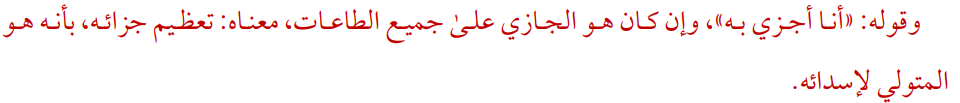 وقوله: «أنا أجزي به»، وإن كان هو الجازي علىٰ جميع الطاعات، معناه: تعظيم جزائه، بأنه هو
المتولي لإسدائه.